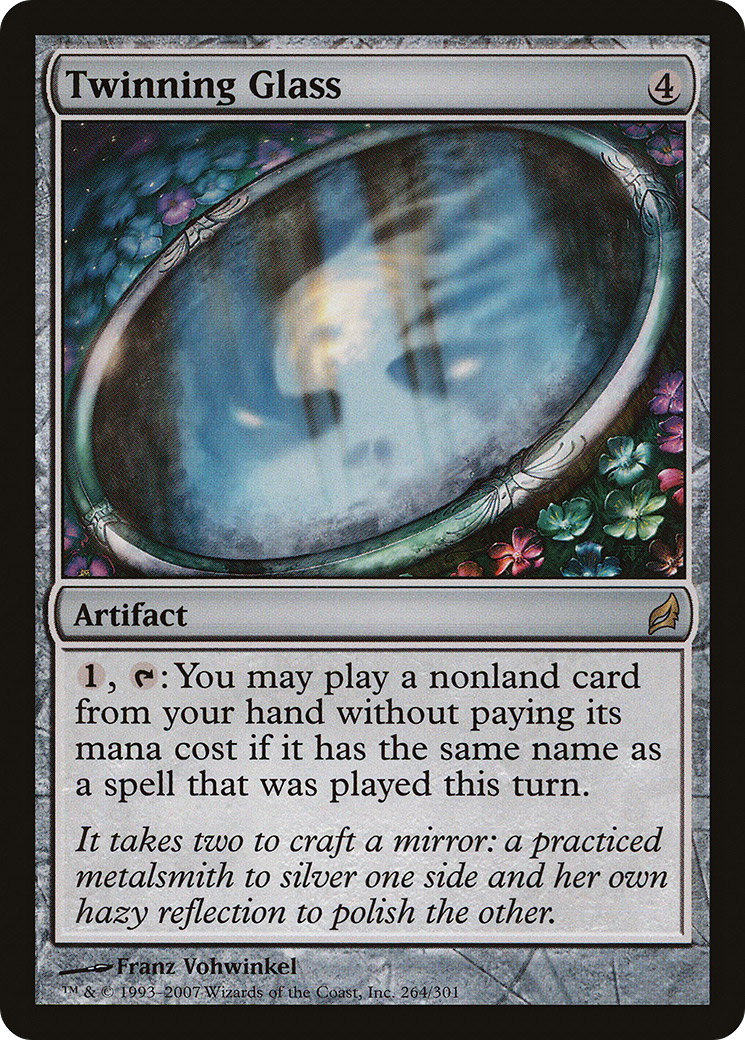 Twinning Glass 4
Artifact
1, : You may play a nonland card
from your hand without paying its
mana cost if it has the same name as
a spell that was played this turn.
It takes two to craft a mirror: a practiced
metalsmith to silver one side and her own
hazy reflection to polish the other.
Franz Vohwinkel
™ & © 1993–2007 Wizards of the Coast, Inc. 264/301